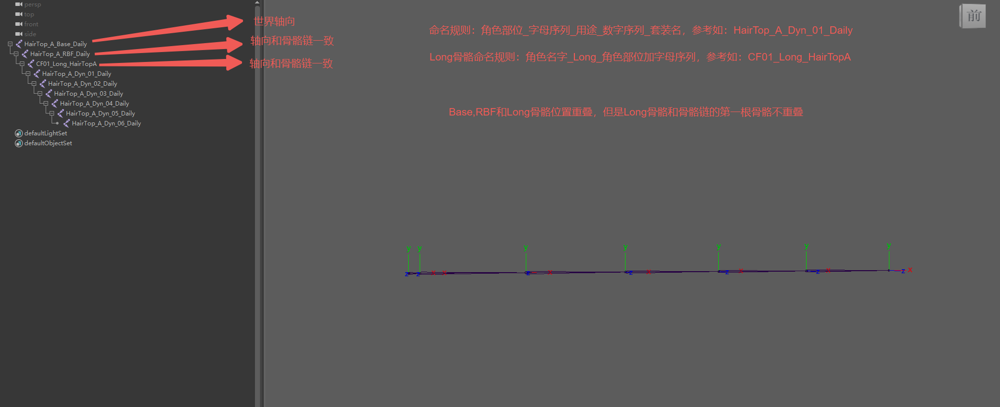 persp
top
front
side
HairTop_A_Base_Daily
HairTop_A_RBF_Daily
CF01_Long_HairTopA
HairTop_A_Dyn_01_Daily
HairTop_A_Dyn_02_Daily
HairTop_A_Dyn_03_Daily
HairTop_A_Dyn_04_Daily
HairTop_A_Dyn_05_Daily
HairTop_A_Dyn_06_Daily
defaultLightSet
defaultObjectSet
世界轴向
轴向和骨骼链一致
轴向和骨骼链一致
命名规则：角色部位_字母序列_用途_数字序列_套装名，参考如：HairTop_A_Dyn_01_Daily
Long骨骼命名规则：角色名字_Long_角色部位加字母序列，参考如：CF01_Long_HairTopA
Base,RBF和Long骨骼位置重叠，但是Long骨骼和骨骼链的第一根骨骼不重叠
前
y y y y y y y
z z x x z x z x z x z x z x